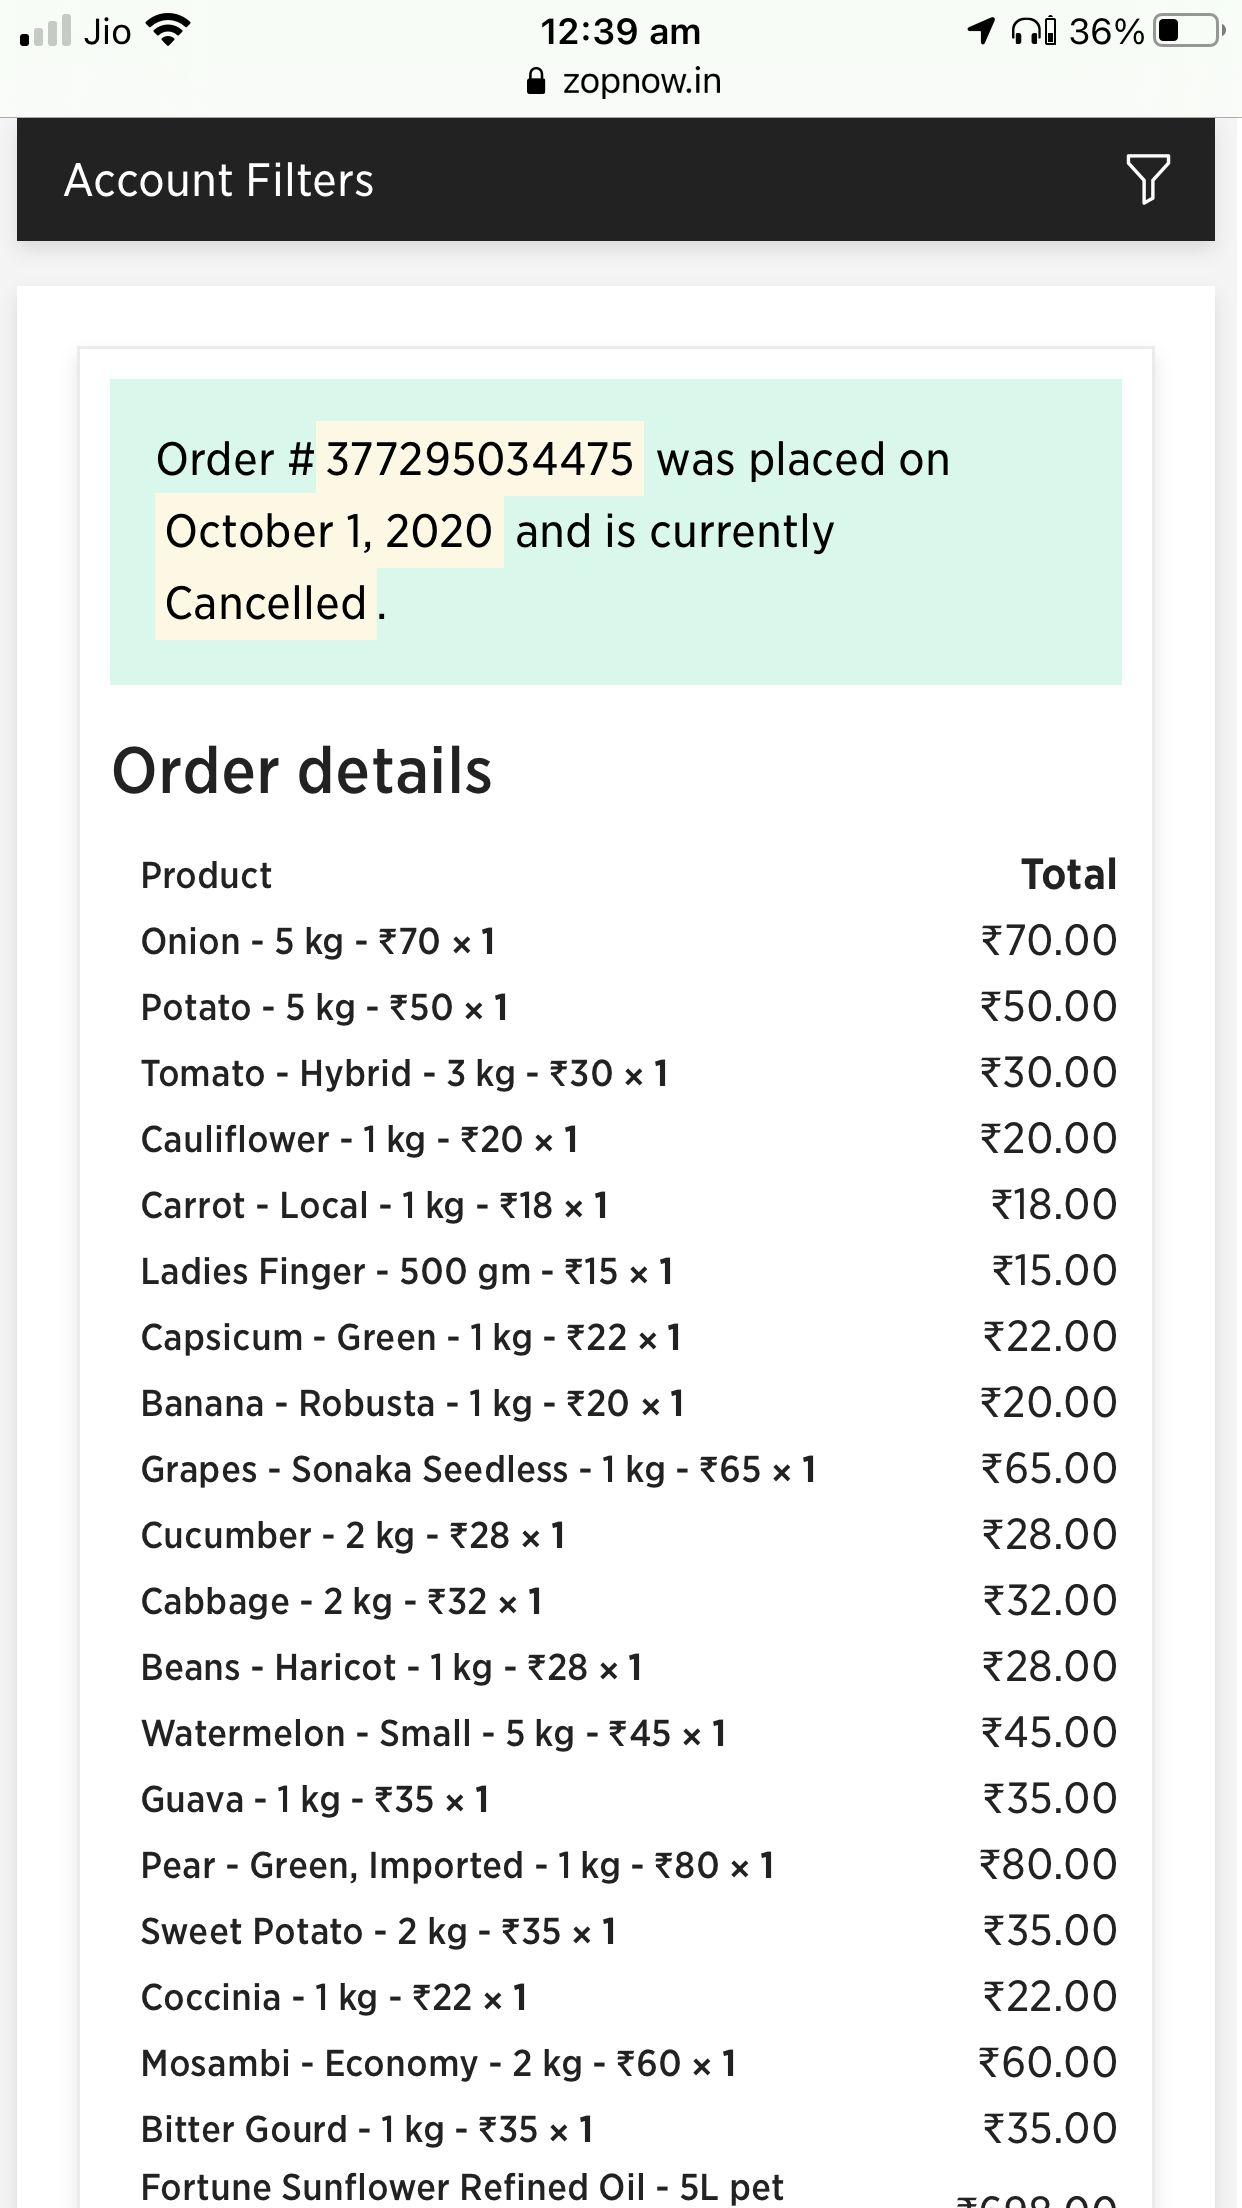 Jio 12:39 am 36%
zopnow.in
Account Filters
Order #377295034475 was placed on
October 1, 2020 and is currently
Cancelled.
Order details
Product Total
Onion - 5 kg - ₹70 × 1 ₹70.00
Potato - 5 kg - ₹50 × 1 ₹50.00
Tomato - Hybrid - 3 kg - ₹30 × 1 ₹30.00
Cauliflower - 1 kg - ₹20 × 1 ₹20.00
Carrot - Local - 1 kg - ₹18 × 1 ₹18.00
Ladies Finger - 500 gm - ₹15 × 1 ₹15.00
Capsicum - Green - 1 kg - ₹22 × 1 ₹22.00
Banana - Robusta - 1 kg - ₹20 × 1 ₹20.00
Grapes - Sonaka Seedless - 1 kg - ₹65 × 1 ₹65.00
Cucumber - 2 kg - ₹28 × 1 ₹28.00
Cabbage - 2 kg - ₹32 × 1 ₹32.00
Beans - Haricot - 1 kg - ₹28 × 1 ₹28.00
Watermelon - Small - 5 kg - ₹45 × 1 ₹45.00
Guava - 1 kg - ₹35 × 1 ₹35.00
Pear - Green, Imported - 1 kg - ₹80 × 1 ₹80.00
Sweet Potato - 2 kg - ₹35 × 1 ₹35.00
Coccinia - 1 kg - ₹22 × 1 ₹22.00
Mosambi - Economy - 2 kg - ₹60 × 1 ₹60.00
Bitter Gourd - 1 kg - ₹35 × 1 ₹35.00
Fortune Sunflower Refined Oil - 5L pet